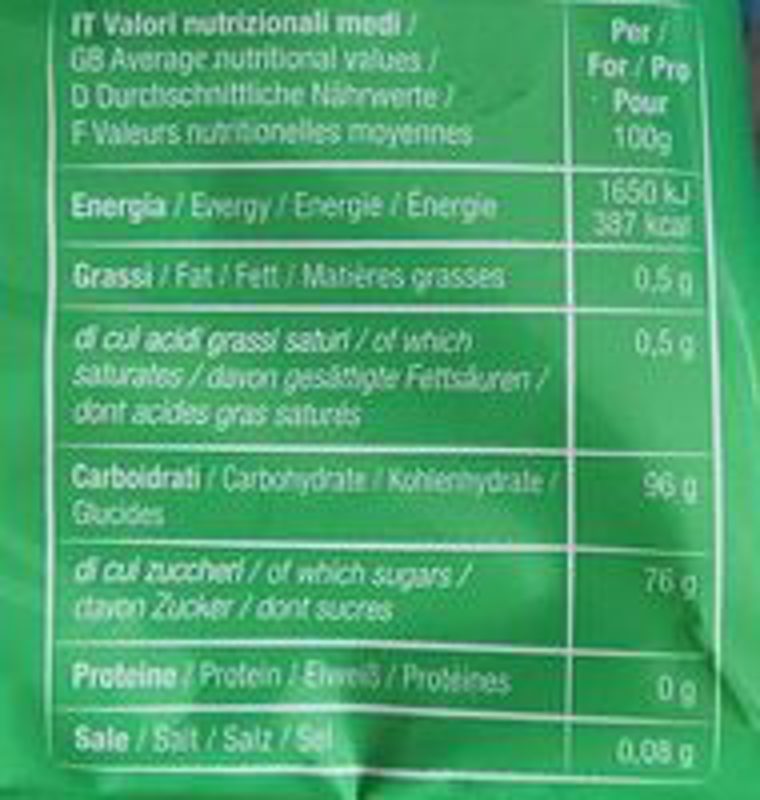 IT Valori nutrizionali medi /
GB Average nutritional values /
D Durchschnittliche Nährwerte /
F Valeurs nutritionelles moyennes
Per /
For / Pro
Pour
100g
Energia / Energy / Energie / Énergie
1650 kJ
387 kcal
Grassi / Fat / Fett / Matières grasses
0,5 g
di cui acidi grassi saturi / of which
saturates / davon gesättigte Fettsäuren /
dont acides gras saturés
0,5 g
Carboidrati / Carbohydrate / Kohlenhydrate /
Glucides
96 g
di cui zuccheri / of which sugars /
davon Zucker / dont sucres
76 g
Proteine / Protein / Eiweiß / Protéines
0 g
Sale / Salt / Salz / Sel
0,08 g